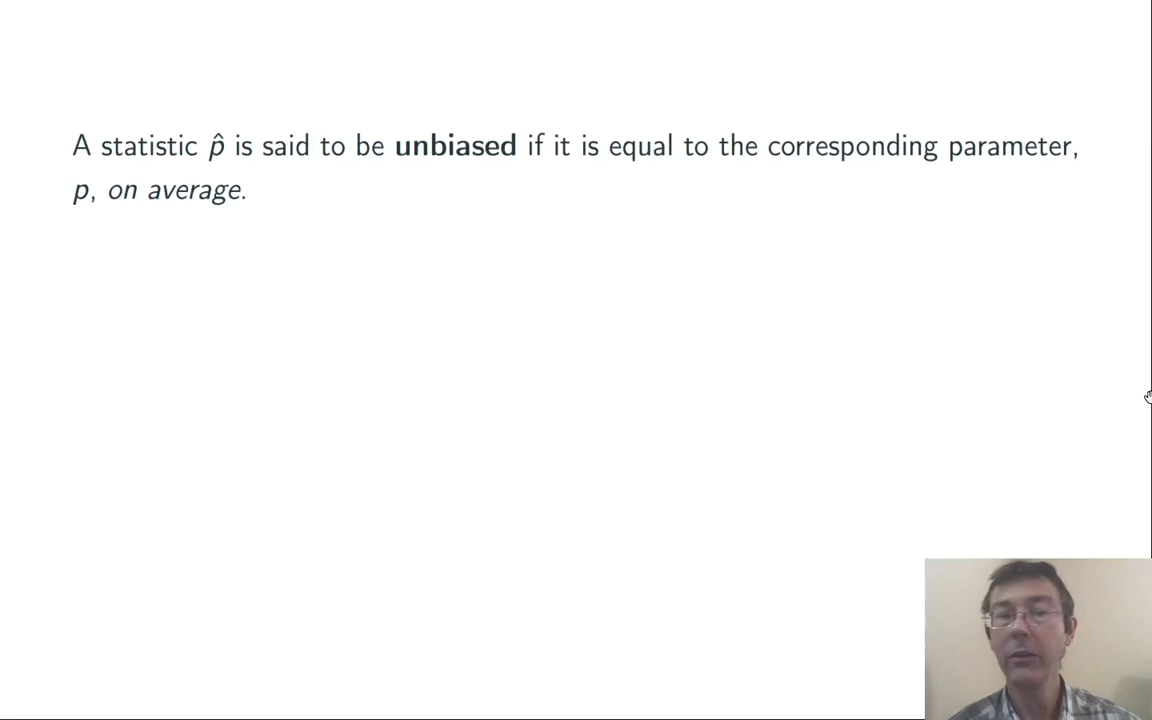 A statistic p̂ is said to be unbiased if it is equal to the corresponding parameter,
p, on average.